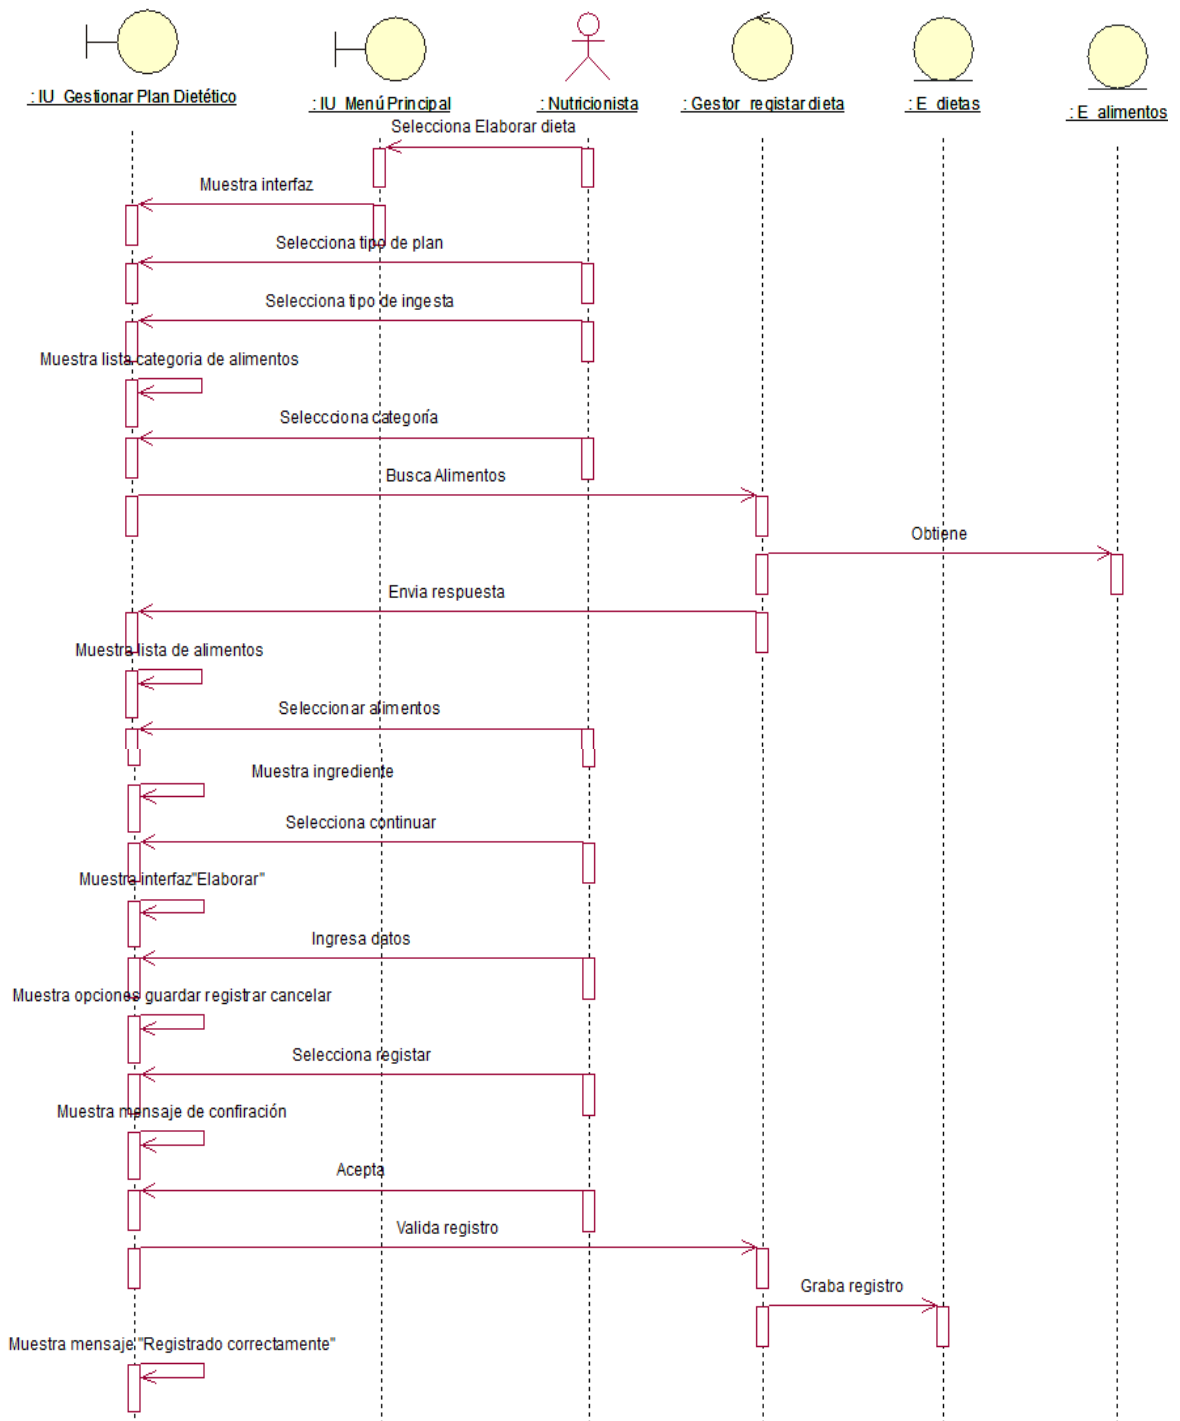 : IU_Gestionar Plan Dietético
: IU_Menú Principal
: Nutricionista
: Gestor_registar dieta
: E_dietas
: E_alimentos
Selecciona Elaborar dieta
Muestra interfaz
Selecciona tipo de plan
Selecciona tipo de ingesta
Muestra lista categoria de alimentos
Seleccciona categoría
Busca Alimentos
Obtiene
Envia respuesta
Muestra lista de alimentos
Seleccionar alimentos
Muestra ingrediente
Selecciona continuar
Muestra interfaz"Elaborar"
Ingresa datos
Muestra opciones guardar registrar cancelar
Selecciona registar
Muestra mensaje de confiración
Acepta
Valida registro
Graba registro
Muestra mensaje "Registrado correctamente"